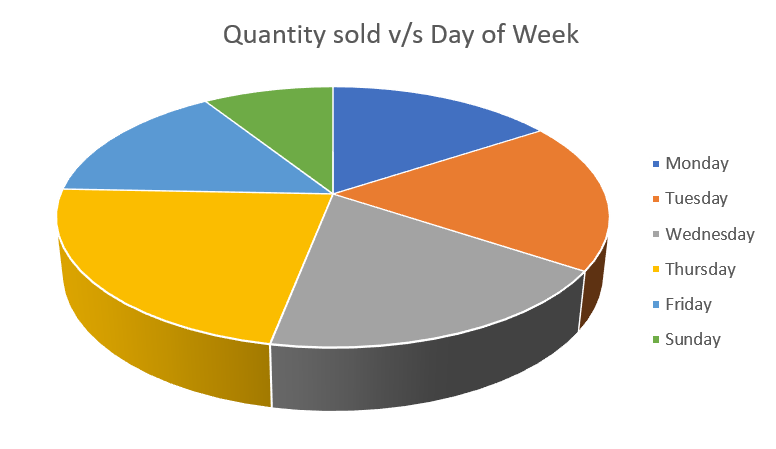 Quantity sold v/s Day of Week
Monday
Tuesday
Wednesday
Thursday
Friday
Sunday